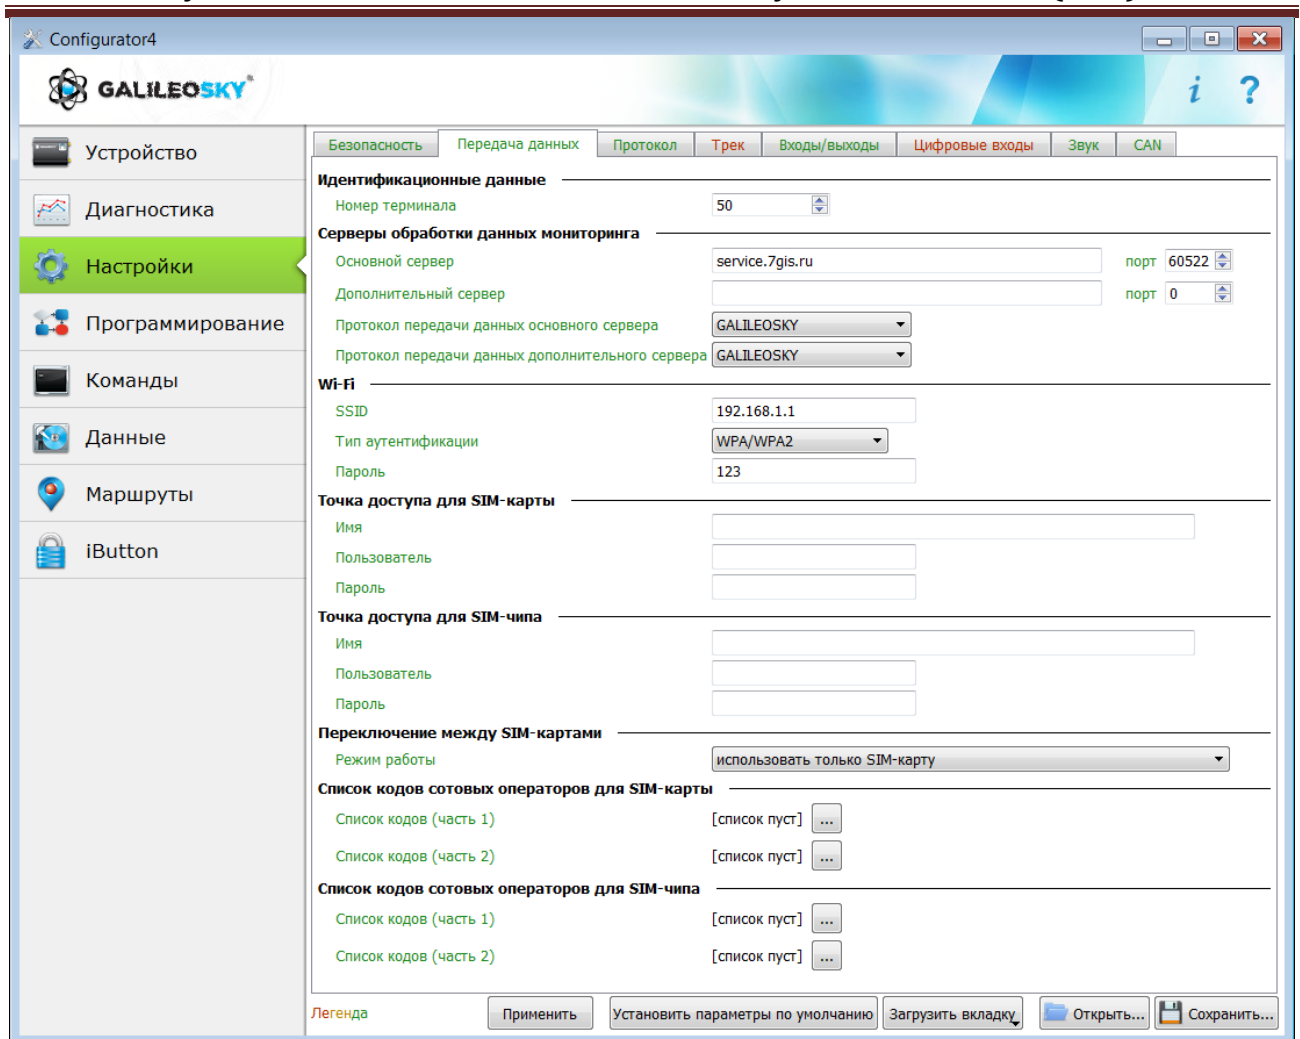 Configurator4
GALILEOSKY
i ?
Устройство
Диагностика
Настройки
Программирование
Команды
Данные
Маршруты
iButton
Безопасность Передача данных Протокол Трек Входы/выходы Цифровые входы Звук CAN
Идентификационные данные
Номер терминала 50
Серверы обработки данных мониторинга
Основной сервер service.7gis.ru порт 60522
Дополнительный сервер порт 0
Протокол передачи данных основного сервера GALILEOSKY
Протокол передачи данных дополнительного сервера GALILEOSKY
Wi-Fi
SSID 192.168.1.1
Тип аутентификации WPA/WPA2
Пароль 123
Точка доступа для SIM-карты
Имя
Пользователь
Пароль
Точка доступа для SIM-чипа
Имя
Пользователь
Пароль
Переключение между SIM-картами
Режим работы использовать только SIM-карту
Список кодов сотовых операторов для SIM-карты
Список кодов (часть 1) [список пуст] ...
Список кодов (часть 2) [список пуст] ...
Список кодов сотовых операторов для SIM-чипа
Список кодов (часть 1) [список пуст] ...
Список кодов (часть 2) [список пуст] ...
Легенда Применить Установить параметры по умолчанию Загрузить вкладку Открыть... Сохранить...